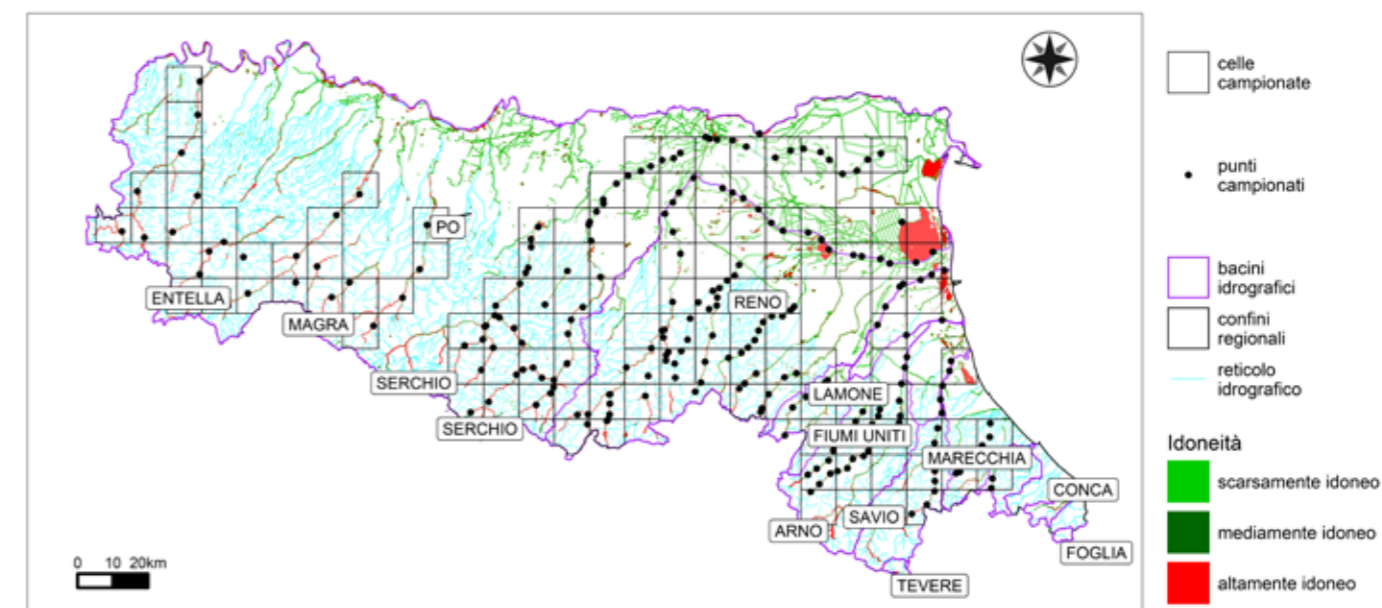 PO
ENTELLA
MAGRA
RENO
SERCHIO
LAMONE
SERCHIO
FIUMI UNITI
MARECCHIA
CONCA
SAVIO
ARNO
FOGLIA
TEVERE
0 10 20km
celle
campionate
punti
campionati
bacini
idrografici
confini
regionali
reticolo
idrografico
Idoneità
scarsamente idoneo
mediamente idoneo
altamente idoneo